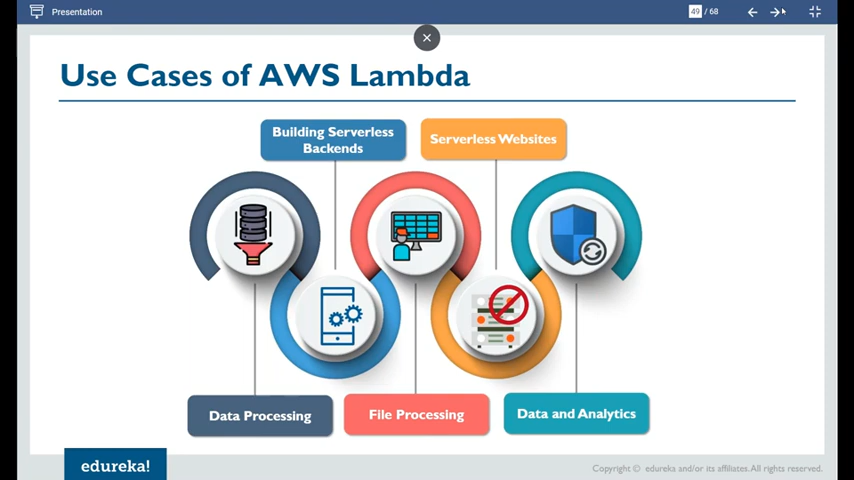 Presentation
49 / 68
Use Cases of AWS Lambda
Building Serverless
Backends
Serverless Websites
Data Processing
File Processing
Data and Analytics
edureka!
Copyright © edureka and/or its affiliates. All rights reserved.